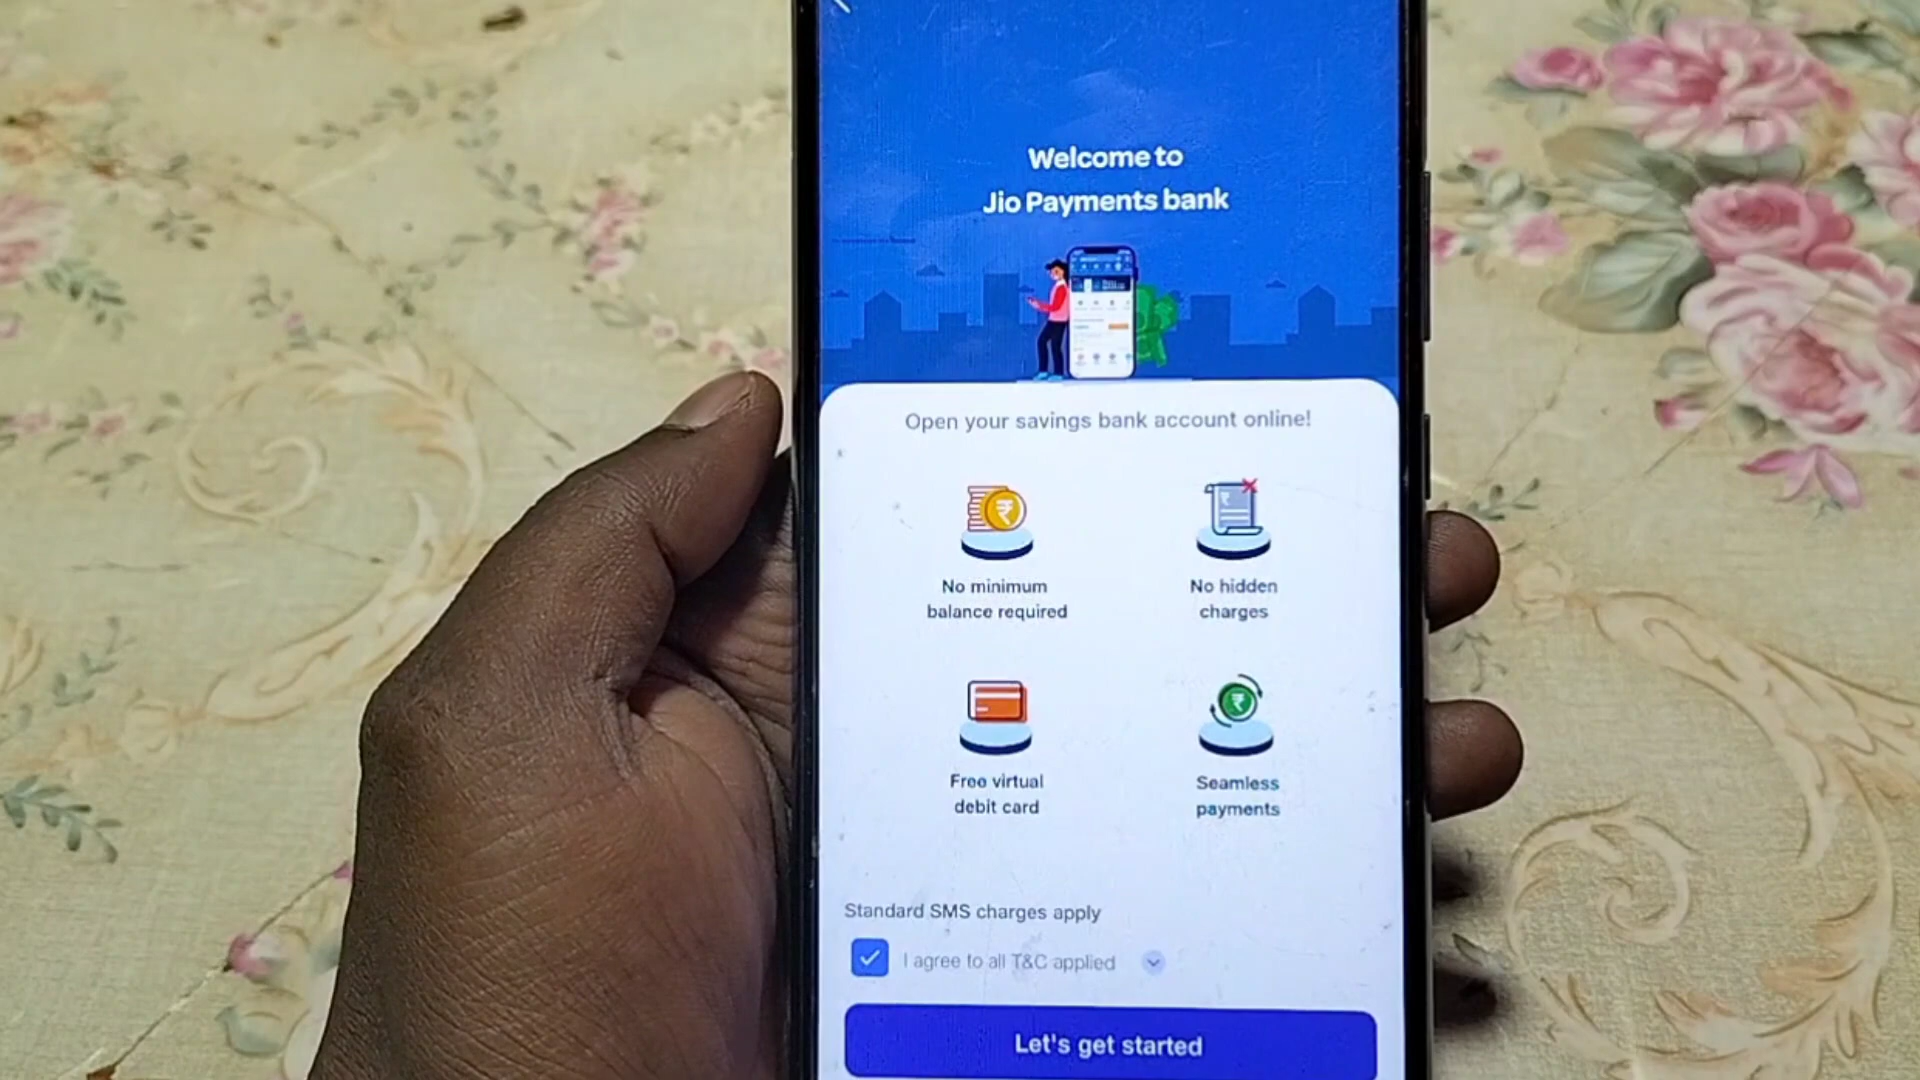 Welcome to
Jio Payments bank
Open your savings bank account online!
No minimum
balance required
No hidden
charges
Free virtual
debit card
Seamless
payments
Standard SMS charges apply
I agree to all T&C applied
Let's get started